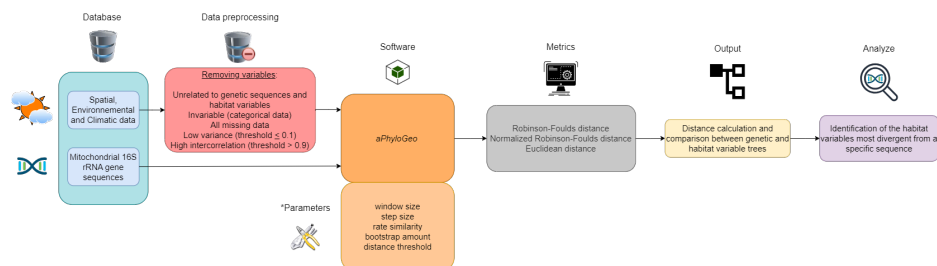 Database
Spatial,
Environnemental
and Climatic data
Mitochondrial 16S
rRNA gene
sequences
Data preprocessing
Removing variables:
Unrelated to genetic sequences and
habitat variables
Invariable (categorical data)
All missing data
Low variance (threshold ≤ 0.1)
High intercorrelation (threshold > 0.9)
Software
aPhyloGeo
*Parameters
window size
step size
rate similarity
bootstrap amount
distance threshold
Metrics
Robinson-Foulds distance
Normalized Robinson-Foulds distance
Euclidean distance
Output
Distance calculation and
comparison between genetic and
habitat variable trees
Analyze
Identification of the habitat
variables most divergent from a
specific sequence